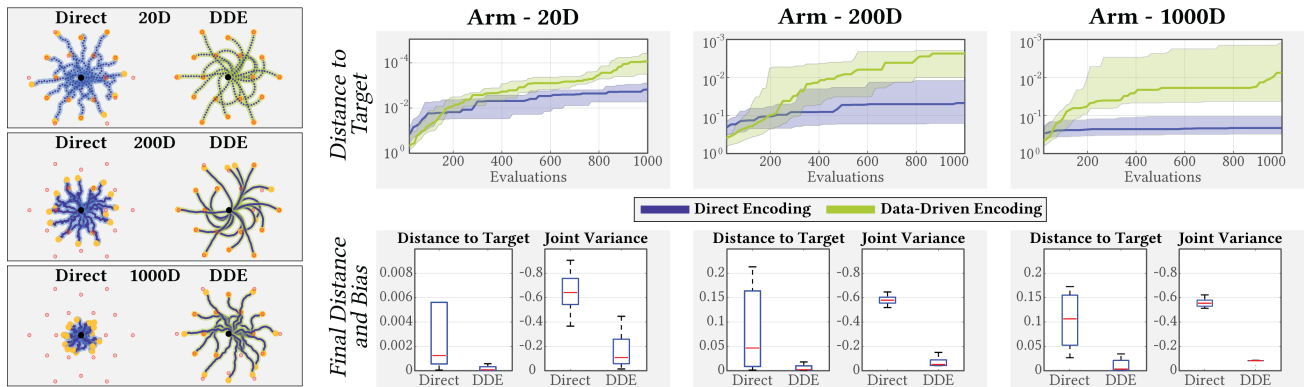 Direct 20D DDE
Direct 200D DDE
Direct 1000D DDE
Arm - 20D
Arm - 200D
Arm - 1000D
Distance to
Target
10⁻⁴
10⁻²
10⁰
200 400 600 800 1000
Evaluations
10⁻³
10⁻²
10⁻¹
10⁰
200 400 600 800 1000
Evaluations
10⁻³
10⁻²
10⁻¹
10⁰
200 400 600 800 1000
Evaluations
Direct Encoding Data-Driven Encoding
Final Distance
and Bias
Distance to Target
0.008
0.006
0.004
0.002
0
Direct DDE
Joint Variance
-0.8
-0.6
-0.4
-0.2
0
Direct DDE
Distance to Target
0.2
0.15
0.1
0.05
0
Direct DDE
Joint Variance
-0.8
-0.6
-0.4
-0.2
0
Direct DDE
Distance to Target
0.2
0.15
0.1
0.05
0
Direct DDE
Joint Variance
-0.8
-0.6
-0.4
-0.2
0
Direct DDE